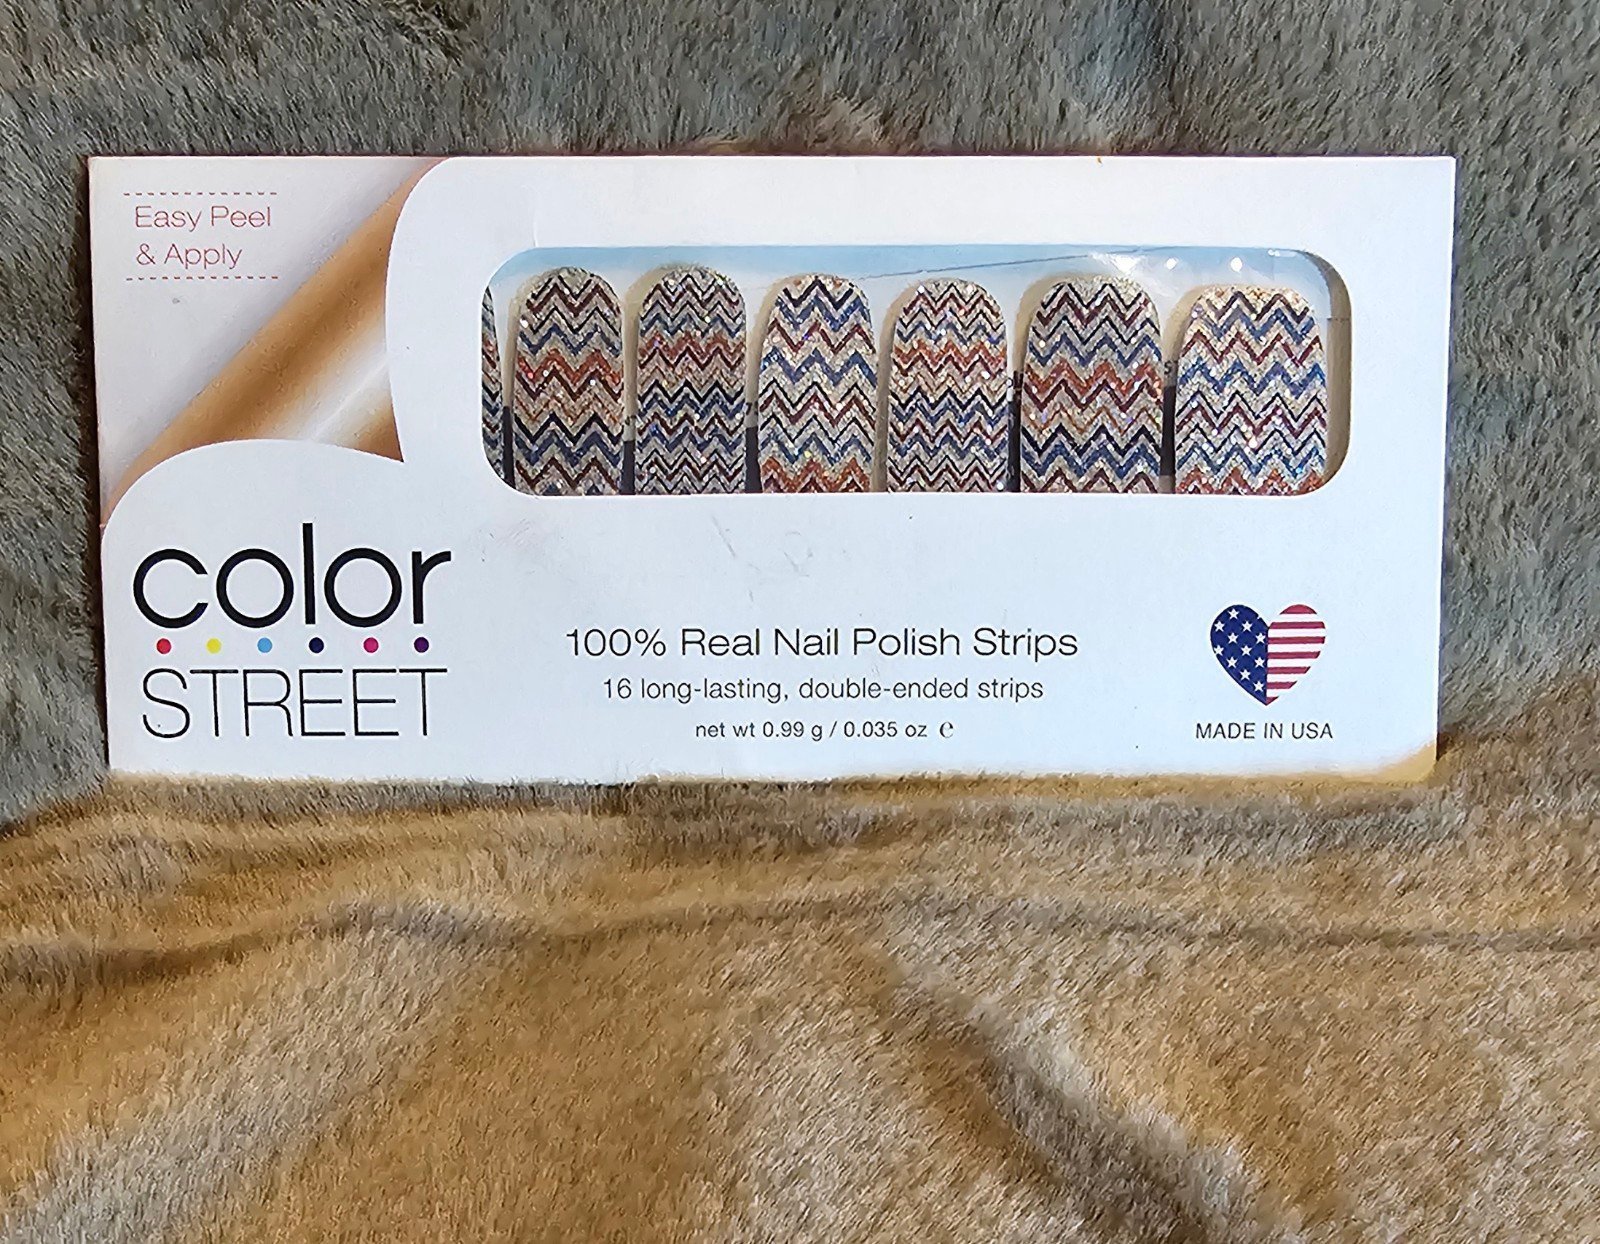 Easy Peel
& Apply
color
STREET
100% Real Nail Polish Strips
16 long-lasting, double-ended strips
net wt 0.99 g / 0.035 oz ℮
MADE IN USA